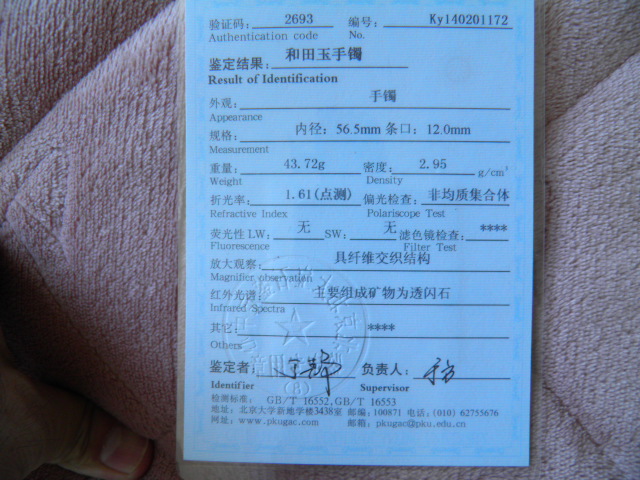 验证码: 2693 编号: Ky140201172
Authentication code No.
鉴定结果: 和田玉手镯
Result of Identification
外观: 手镯
Appearance
规格: 内径: 56.5mm 条口: 12.0mm
Measurement
重量: 43.72g 密度: 2.95 g/cm³
Weight Density
折光率: 1.61(点测) 偏光检查: 非均质集合体
Refractive Index Polariscope Test
荧光性 LW: 无 SW: 无 滤色镜检查: ****
Fluorescence Filter Test
放大观察: 具纤维交织结构
Magnifier observation
红外光谱: 主要组成矿物为透闪石
Infrared Spectra
其它: ****
Others
鉴定者: 负责人:
Identifier Supervisor
检测标准: GB/T 16552,GB/T 16553
地址: 北京大学新地学楼3438室 邮编: 100871 电话: (010) 62755676
网址: www.pkugac.com 邮箱: pkugac@pku.edu.cn